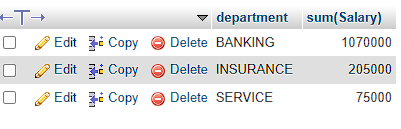 department sum(Salary)
Edit Copy Delete BANKING 1070000
Edit Copy Delete INSURANCE 205000
Edit Copy Delete SERVICE 75000